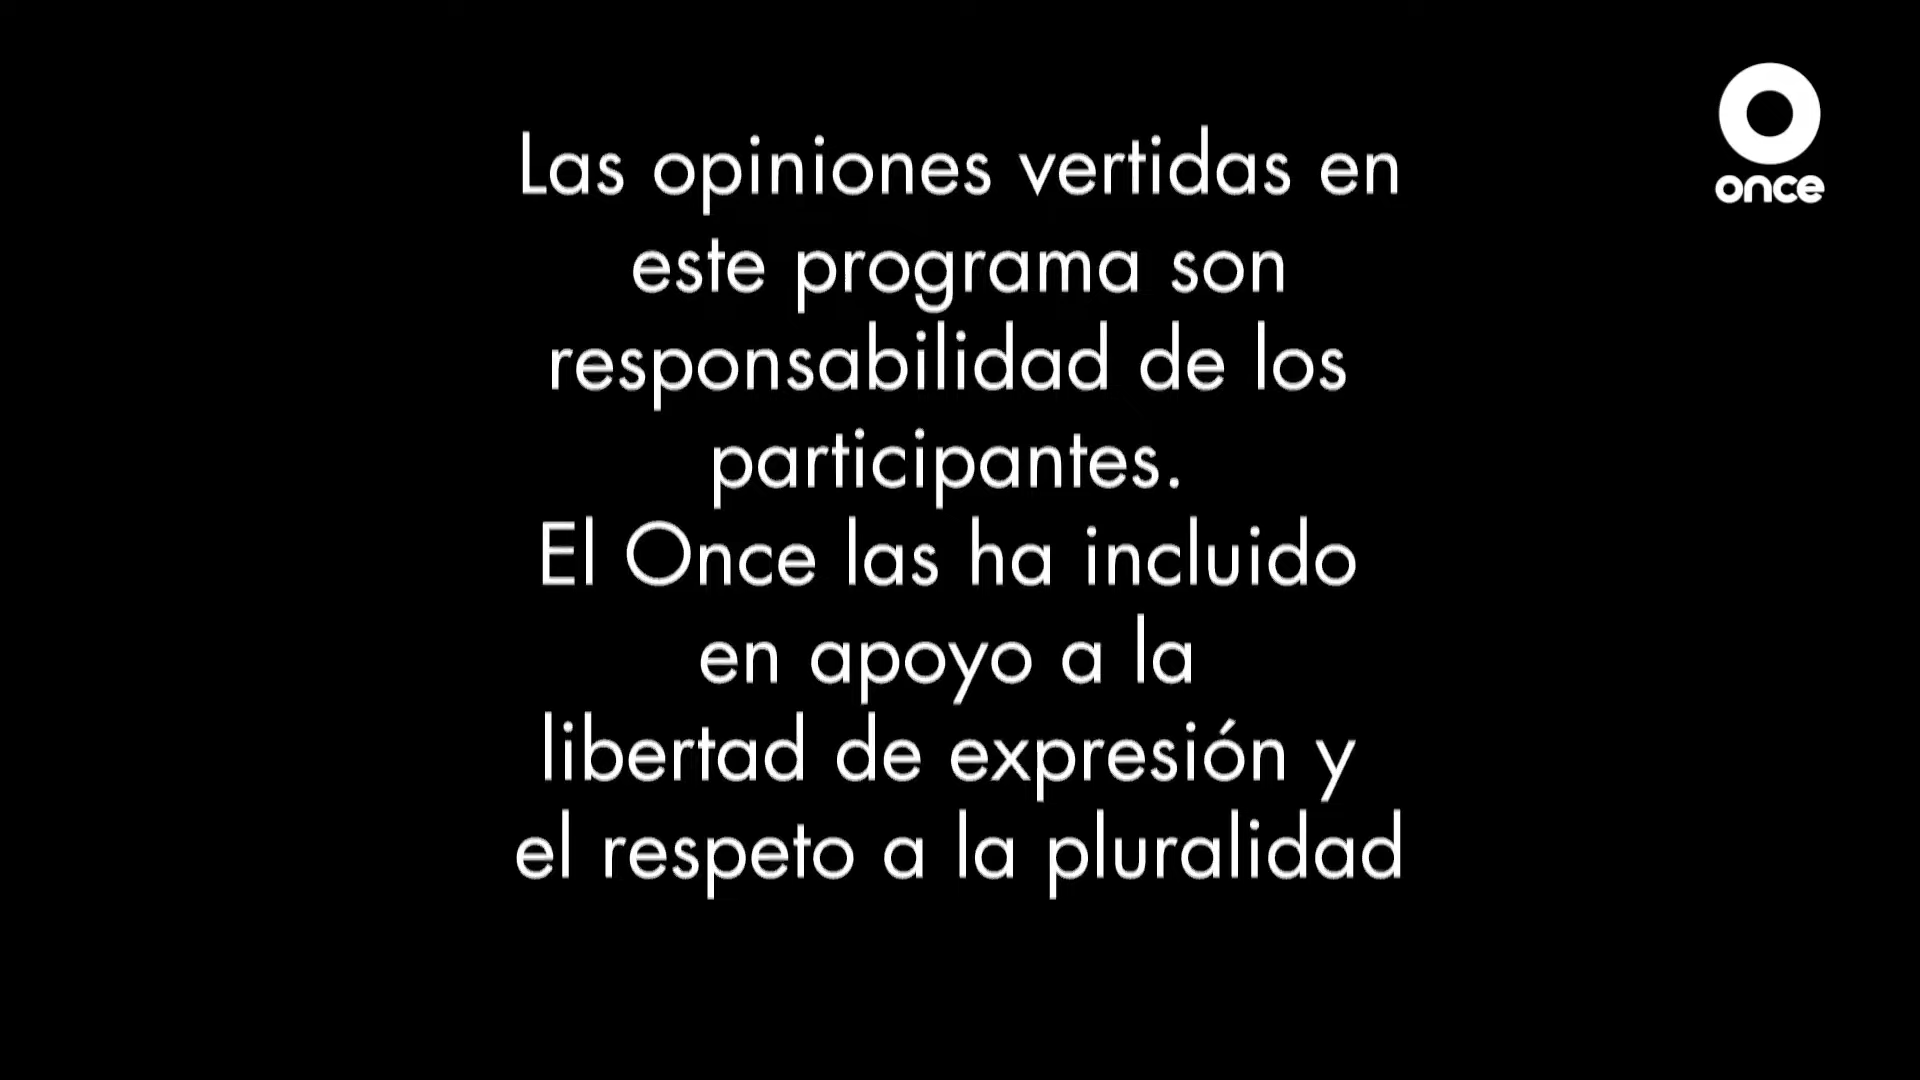 Las opiniones vertidas en
este programa son
responsabilidad de los
participantes.
El Once las ha incluido
en apoyo a la
libertad de expresión y
el respeto a la pluralidad
once